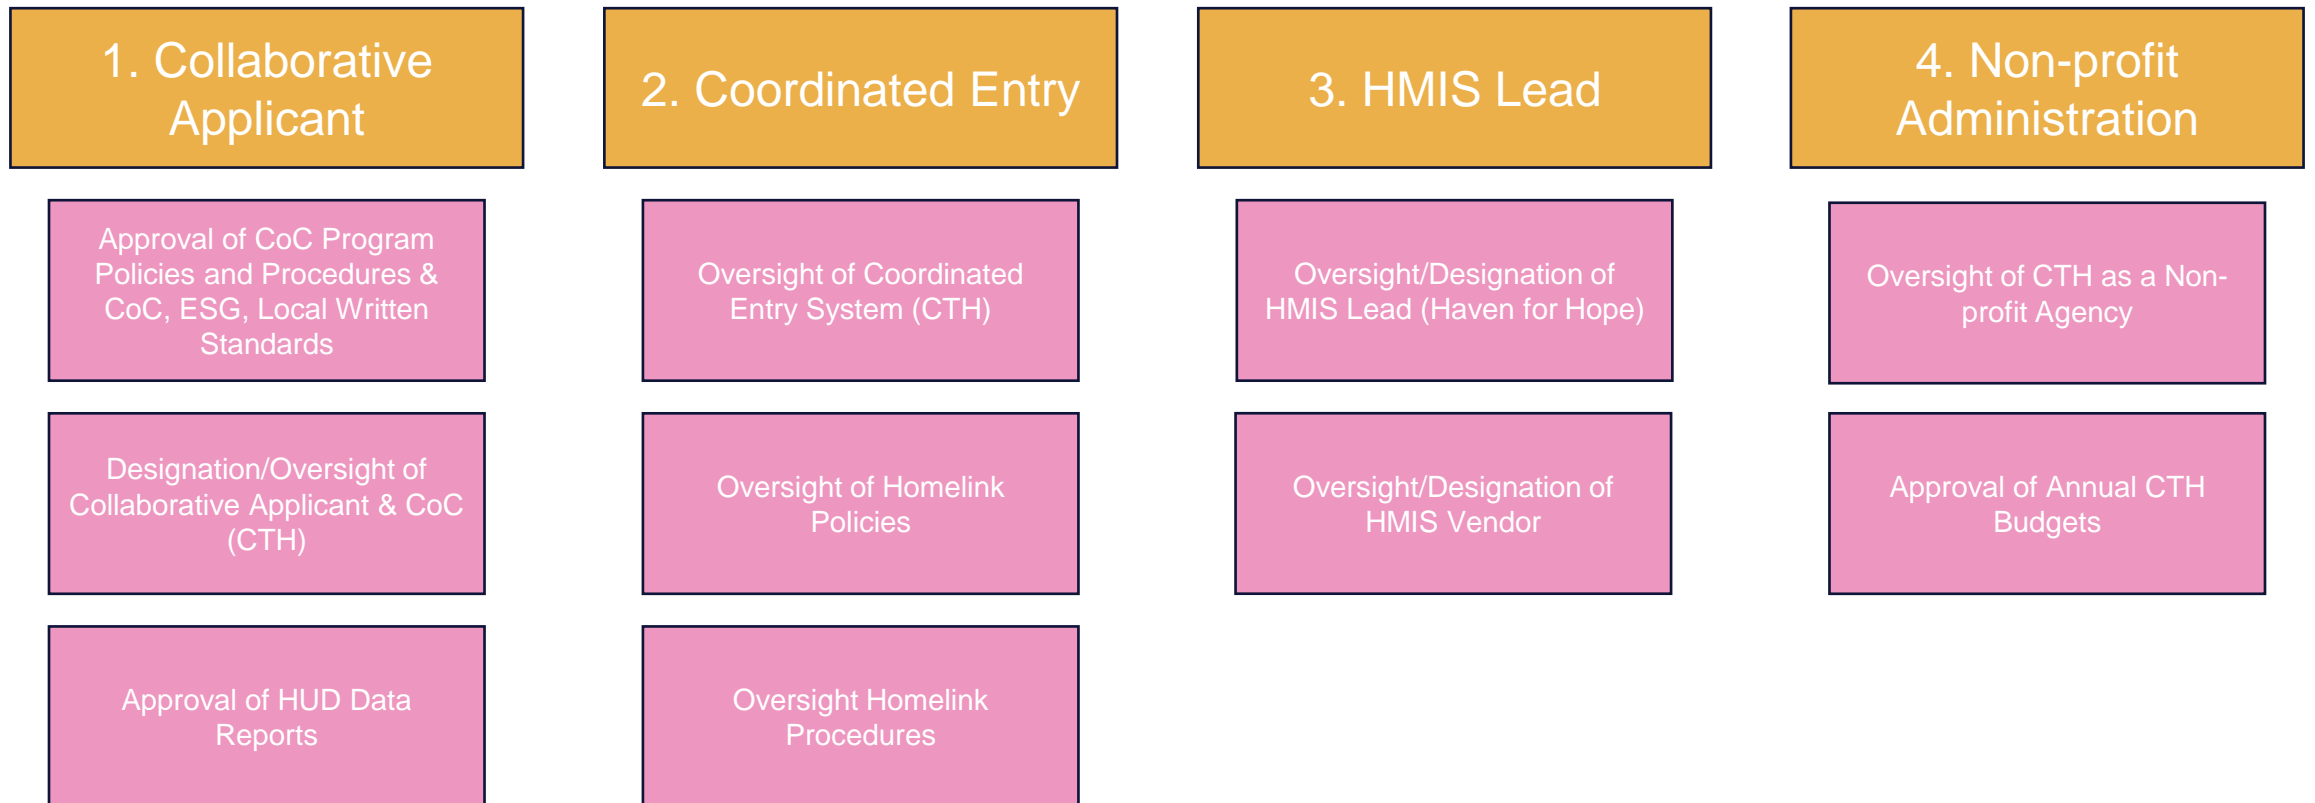 1. Collaborative
Applicant
Approval of CoC Program
Policies and Procedures &
CoC, ESG, Local Written
Standards
Designation/Oversight of
Collaborative Applicant & CoC
(CTH)
Approval of HUD Data
Reports
2. Coordinated Entry
Oversight of Coordinated
Entry System (CTH)
Oversight of Homelink
Policies
Oversight Homelink
Procedures
3. HMIS Lead
Oversight/Designation of
HMIS Lead (Haven for Hope)
Oversight/Designation of
HMIS Vendor
4. Non-profit
Administration
Oversight of CTH as a Non-
profit Agency
Approval of Annual CTH
Budgets